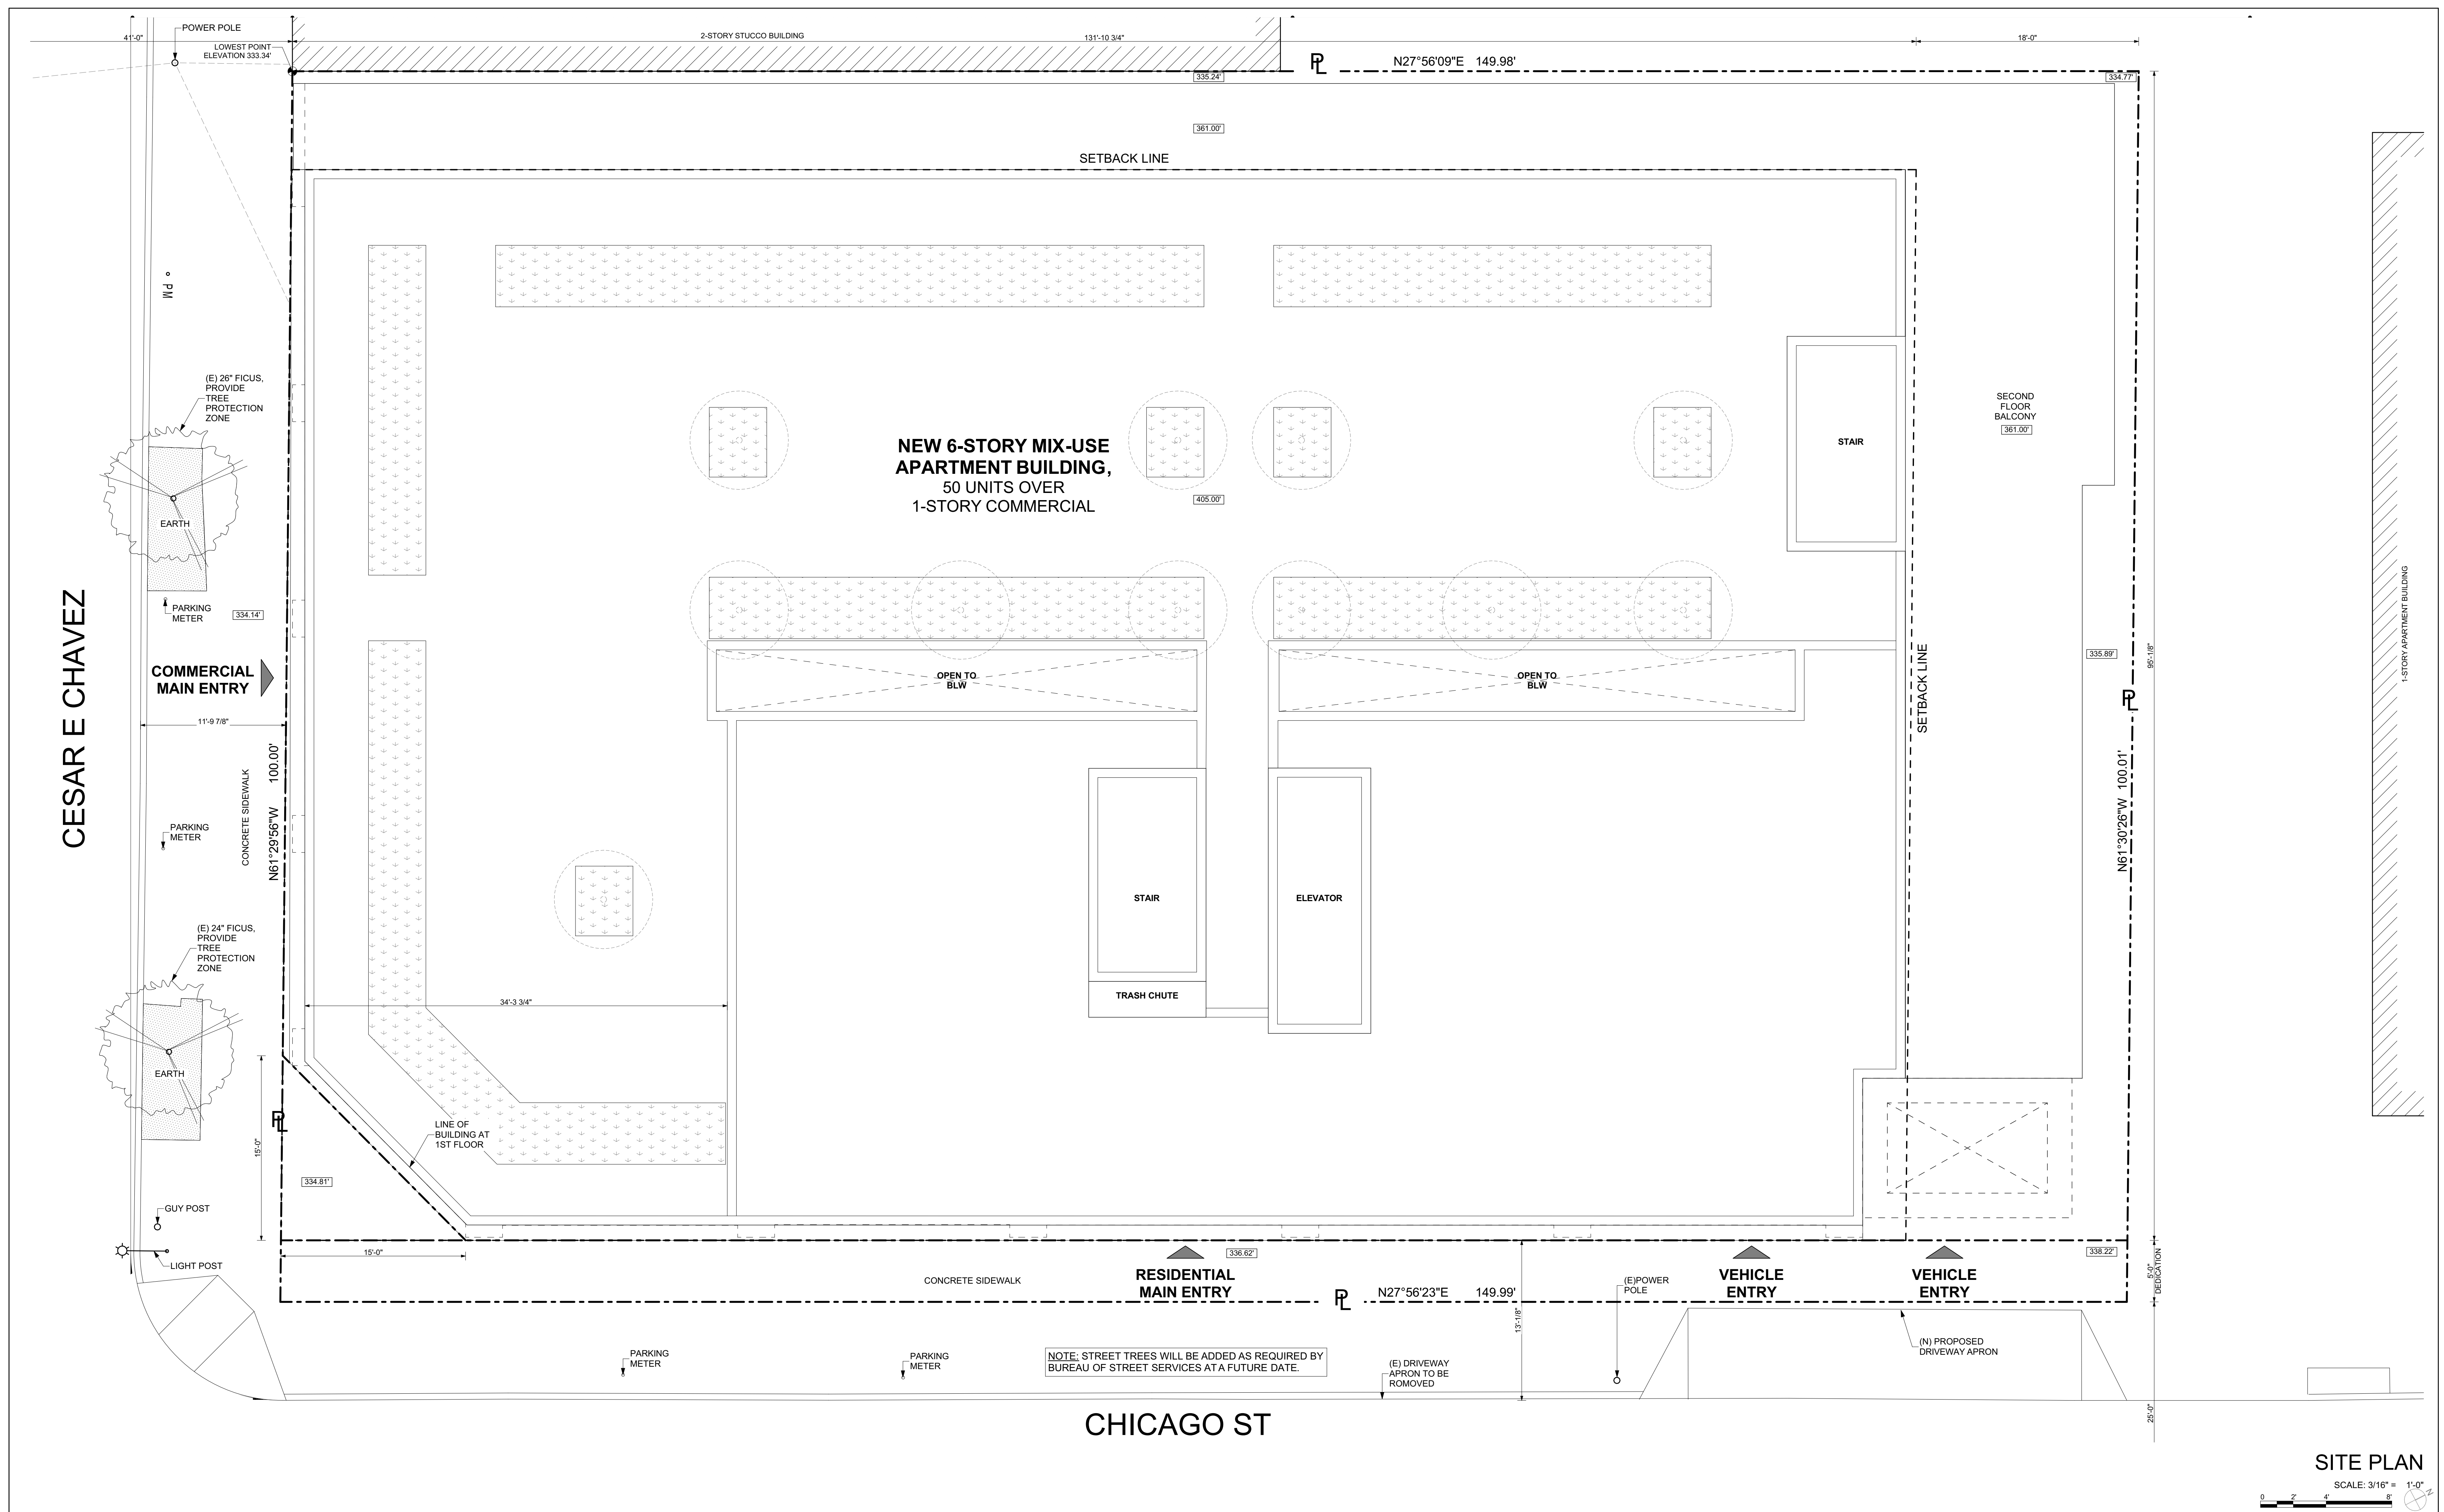 POWER POLE
41'-0"
LOWEST POINT
ELEVATION 333.34'
2-STORY STUCCO BUILDING
131'-10 3/4"
18'-0"
PL
N27°56'09"E 149.98'
335.24'
334.77'
361.00'
SETBACK LINE
PM
(E) 26" FICUS,
PROVIDE
TREE
PROTECTION
ZONE
EARTH
PARKING
METER
334.14'
NEW 6-STORY MIX-USE
APARTMENT BUILDING,
50 UNITS OVER
1-STORY COMMERCIAL
405.00'
STAIR
SECOND
FLOOR
BALCONY
361.00'
1-STORY APARTMENT BUILDING
CESAR E CHAVEZ
COMMERCIAL
MAIN ENTRY
11'-9 7/8"
OPEN TO
BLW
OPEN TO
BLW
SETBACK LINE
335.89'
95'-1/8"
PL
N61°30'26"W 100.01'
CONCRETE SIDEWALK
N61°29'56"W 100.00'
PARKING
METER
STAIR
ELEVATOR
TRASH CHUTE
34'-3 3/4"
(E) 24" FICUS,
PROVIDE
TREE
PROTECTION
ZONE
EARTH
PL
15'-0"
LINE OF
BUILDING AT
1ST FLOOR
334.81'
GUY POST
LIGHT POST
15'-0"
CONCRETE SIDEWALK
RESIDENTIAL
MAIN ENTRY
336.62'
PL
N27°56'23"E 149.99'
13'-1/8"
(E)POWER
POLE
VEHICLE
ENTRY
VEHICLE
ENTRY
338.22'
5'-0"
DEDICATION
PARKING
METER
PARKING
METER
NOTE: STREET TREES WILL BE ADDED AS REQUIRED BY
BUREAU OF STREET SERVICES AT A FUTURE DATE.
(E) DRIVEWAY
APRON TO BE
ROMOVED
(N) PROPOSED
DRIVEWAY APRON
25'-0"
CHICAGO ST
SITE PLAN
SCALE: 3/16" = 1'-0"
0 2' 4' 8'
N